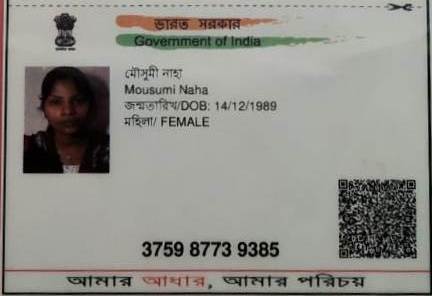 ভারত সরকার
Government of India
মৌসুমী নাহা
Mousumi Naha
জন্মতারিখ/DOB: 14/12/1989
মহিলা/ FEMALE
3759 8773 9385
আমার আধার, আমার পরিচয়